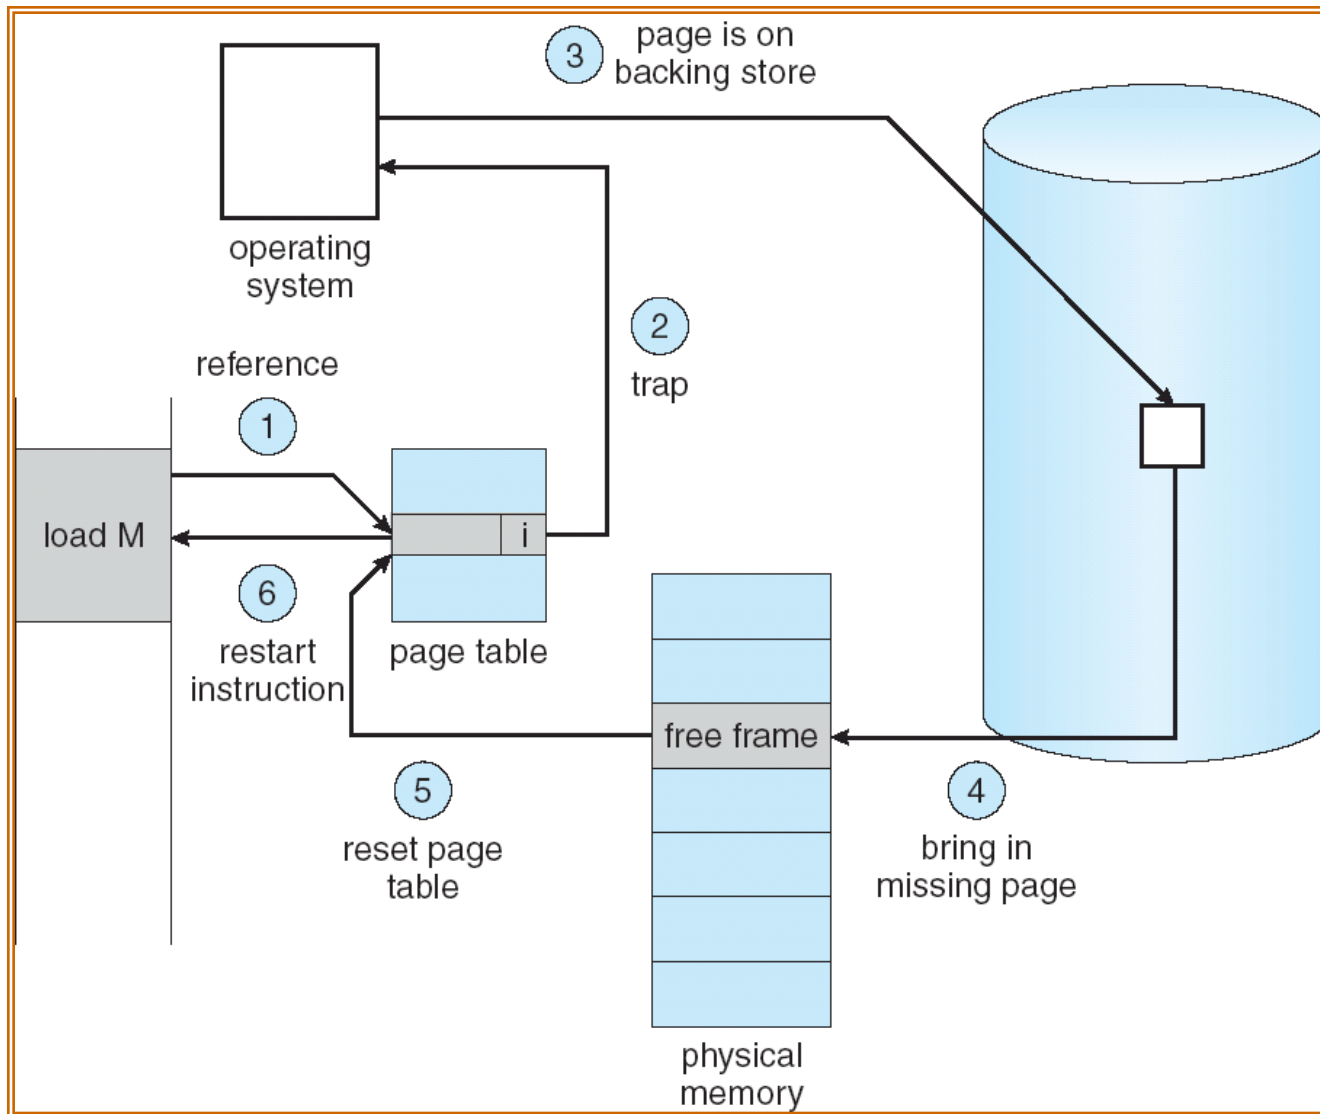 3
page is on
backing store
operating
system
2
trap
reference
1
load M
i
6
restart
instruction
page table
free frame
5
reset page
table
4
bring in
missing page
physical
memory